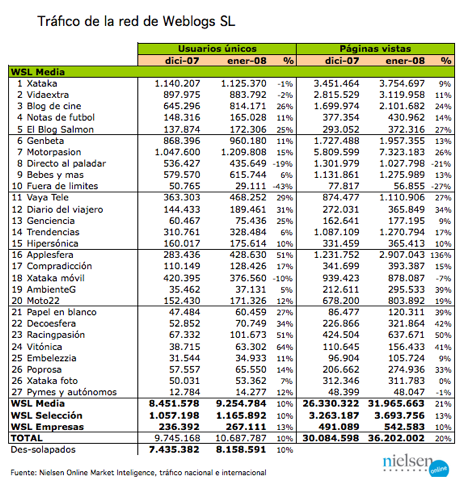 Tráfico de la red de Weblogs SL
Usuarios únicos Páginas vistas
dici-07 enero-08 % dici-07 enero-08 %
WSL Media
1 Xataka 1.140.207 1.125.370 -1% 3.451.464 3.754.697 9%
2 Vidaextra 897.975 883.792 -2% 2.815.529 3.119.958 11%
3 Blog de cine 645.296 814.171 26% 1.699.974 2.101.682 24%
4 Notas de futbol 148.316 165.028 11% 377.354 430.962 14%
5 El Blog Salmon 137.874 172.306 25% 293.052 372.316 27%
6 Genbeta 868.396 960.180 11% 1.727.488 1.957.355 13%
7 Motorpasion 1.047.600 1.209.808 15% 5.809.599 7.323.183 26%
8 Directo al paladar 536.427 435.649 -19% 1.301.979 1.027.798 -21%
9 Bebes y mas 579.570 615.744 6% 1.131.861 1.275.989 13%
10 Fuera de limites 50.765 29.111 -43% 77.817 56.855 -27%
11 Vaya Tele 363.303 468.252 29% 874.477 1.110.906 27%
12 Diario del viajero 144.433 189.461 31% 272.031 365.849 34%
13 Genciencia 60.467 75.436 25% 162.641 177.195 9%
14 Trendencias 310.761 328.484 6% 1.087.109 1.270.794 17%
15 Hipersónica 160.017 175.614 10% 331.459 365.413 10%
16 Applesfera 283.436 428.630 51% 1.231.752 2.907.043 136%
17 Compradicción 110.149 128.426 17% 341.699 393.387 15%
18 Xataka móvil 420.395 376.560 -10% 939.423 878.087 -7%
19 AmbienteG 35.462 37.131 5% 212.611 295.533 39%
20 Moto22 152.430 171.326 12% 678.200 803.892 19%
21 Papel en blanco 47.484 60.459 27% 86.477 120.311 39%
22 Decoesfera 52.852 70.749 34% 226.866 321.864 42%
23 Racingpasión 67.332 101.673 51% 424.504 637.671 50%
24 Vitónica 38.715 63.302 64% 110.645 156.433 41%
25 Embelezzia 31.544 34.933 11% 96.904 105.724 9%
26 Poprosa 57.557 65.550 14% 206.662 274.936 33%
26 Xataka foto 50.031 53.362 7% 312.346 311.783 0%
27 Pymes y autónomos 12.784 14.277 12% 48.399 48.047 -1%
WSL Media 8.451.578 9.254.784 10% 26.330.322 31.965.663 21%
WSL Selección 1.057.198 1.165.892 10% 3.263.187 3.693.756 13%
WSL Empresas 236.392 267.111 13% 491.089 542.583 10%
TOTAL 9.745.168 10.687.787 10% 30.084.598 36.202.002 20%
Des-solapados 7.435.382 8.158.591 10%
Fuente: Nielsen Online Market Inteligence, tráfico nacional e internacional
nielsen
online